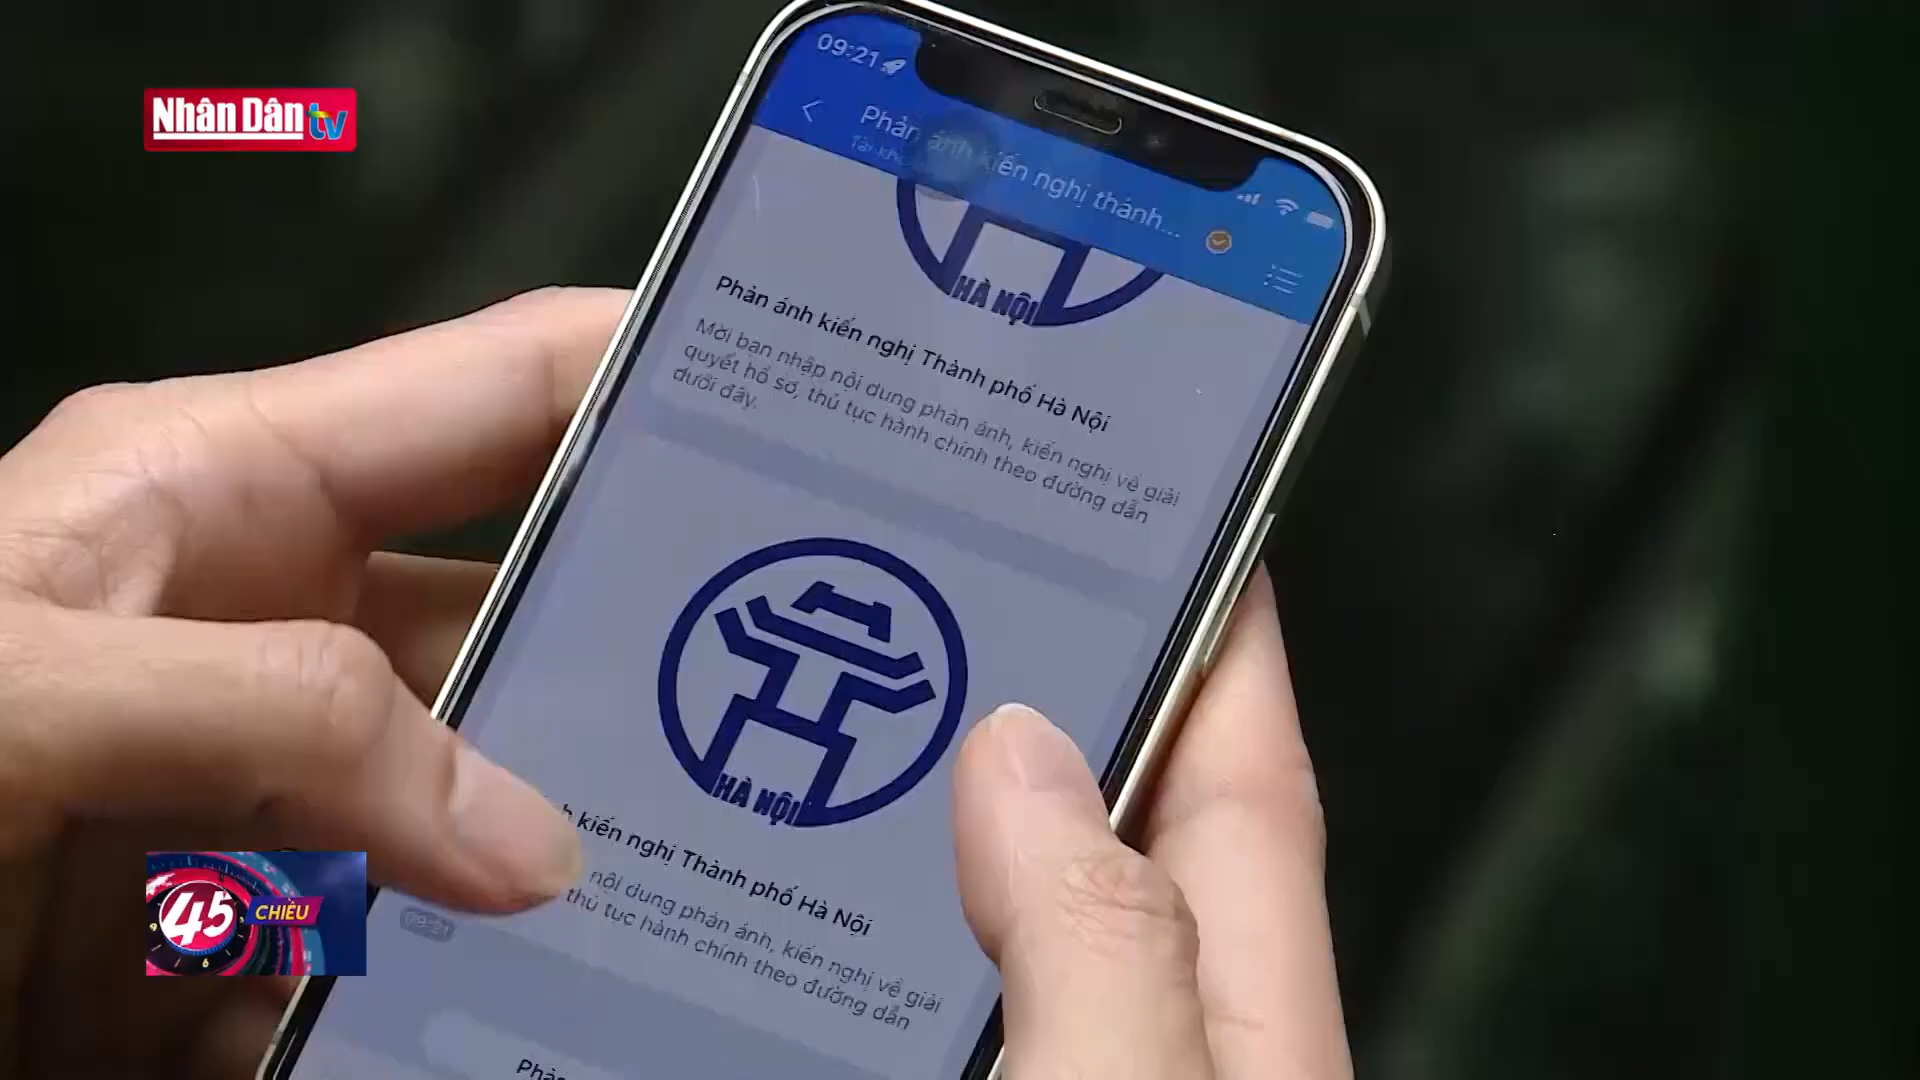 Nhân Dân tv
09:21
Phản ánh kiến nghị thành...
HÀ NỘI
Phản ánh kiến nghị Thành phố Hà Nội
Mời bạn nhập nội dung phản ánh, kiến nghị về giải
quyết hồ sơ, thủ tục hành chính theo đường dẫn
dưới đây.
HÀ NỘI
kiến nghị Thành phố Hà Nội
nội dung phản ánh, kiến nghị về giải
thủ tục hành chính theo đường dẫn
09:21
45 CHIỀU